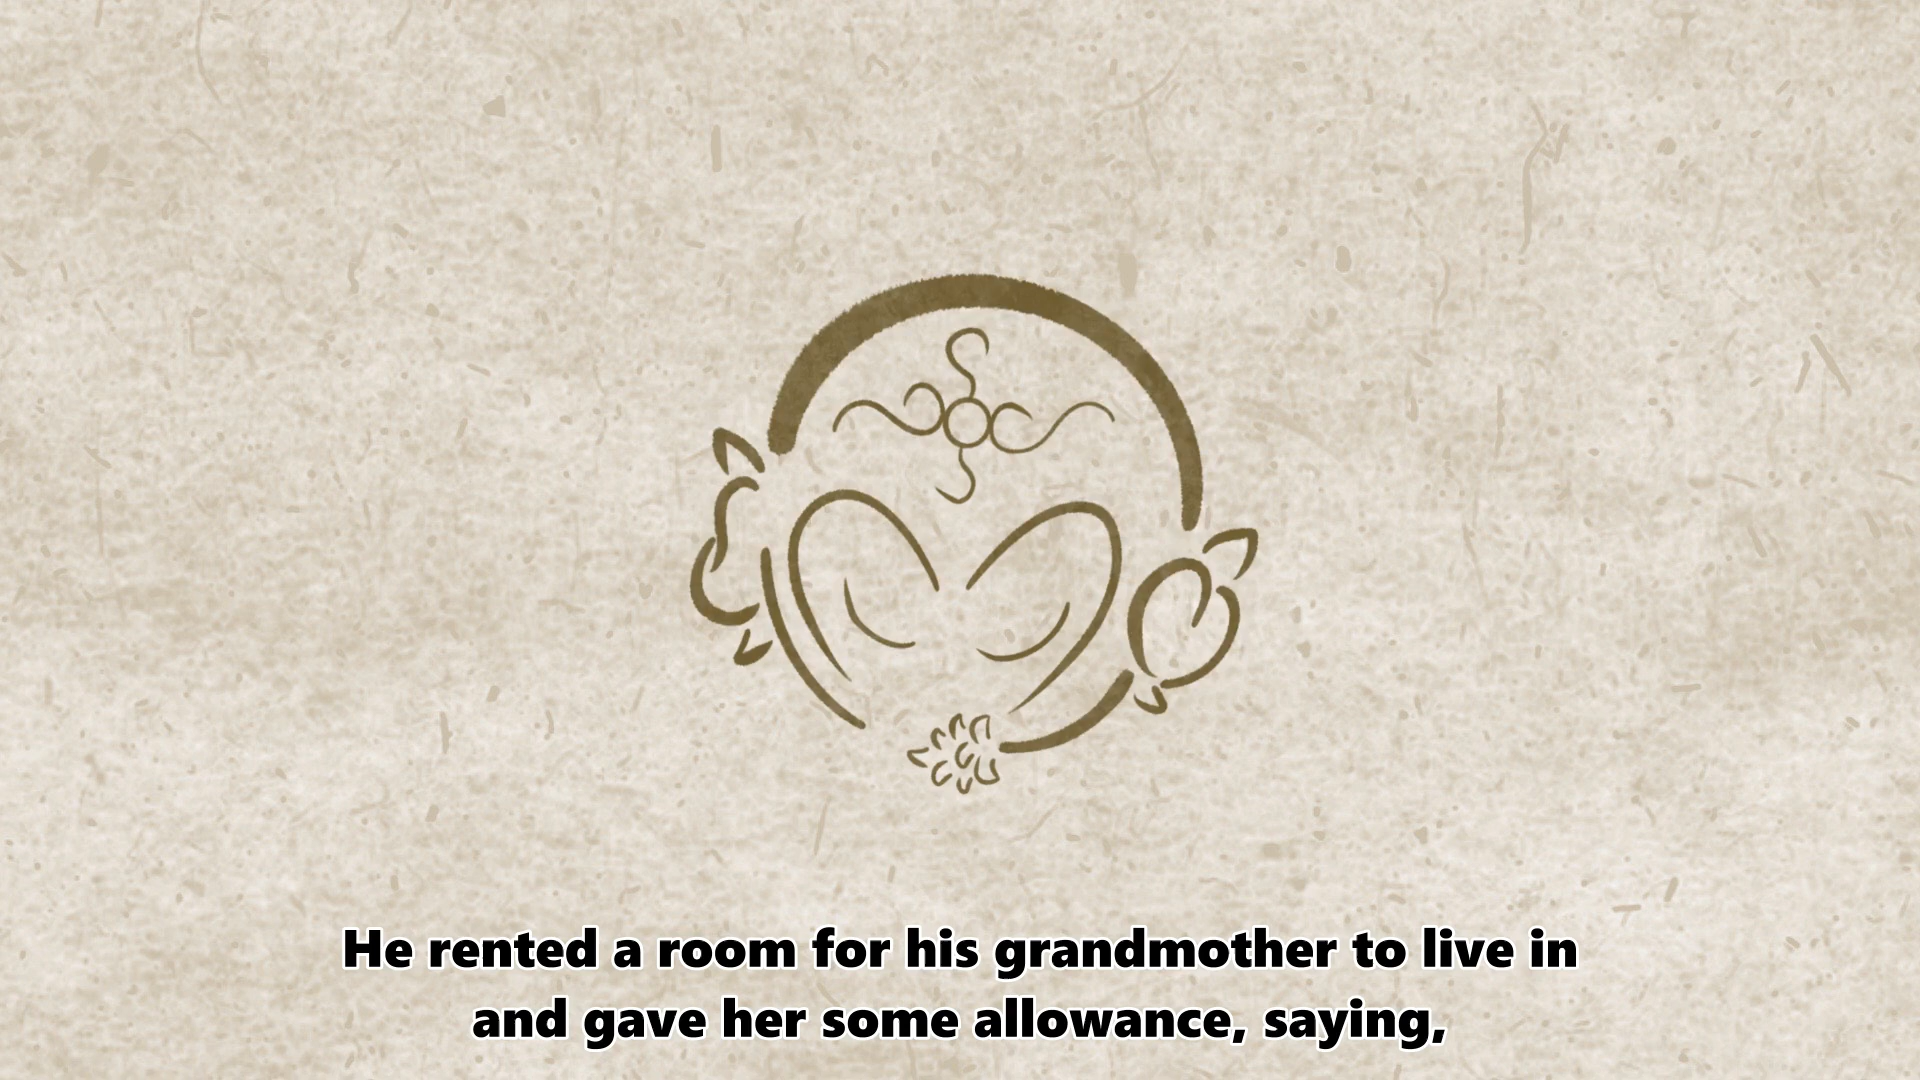 He rented a room for his grandmother to live in
and gave her some allowance, saying,